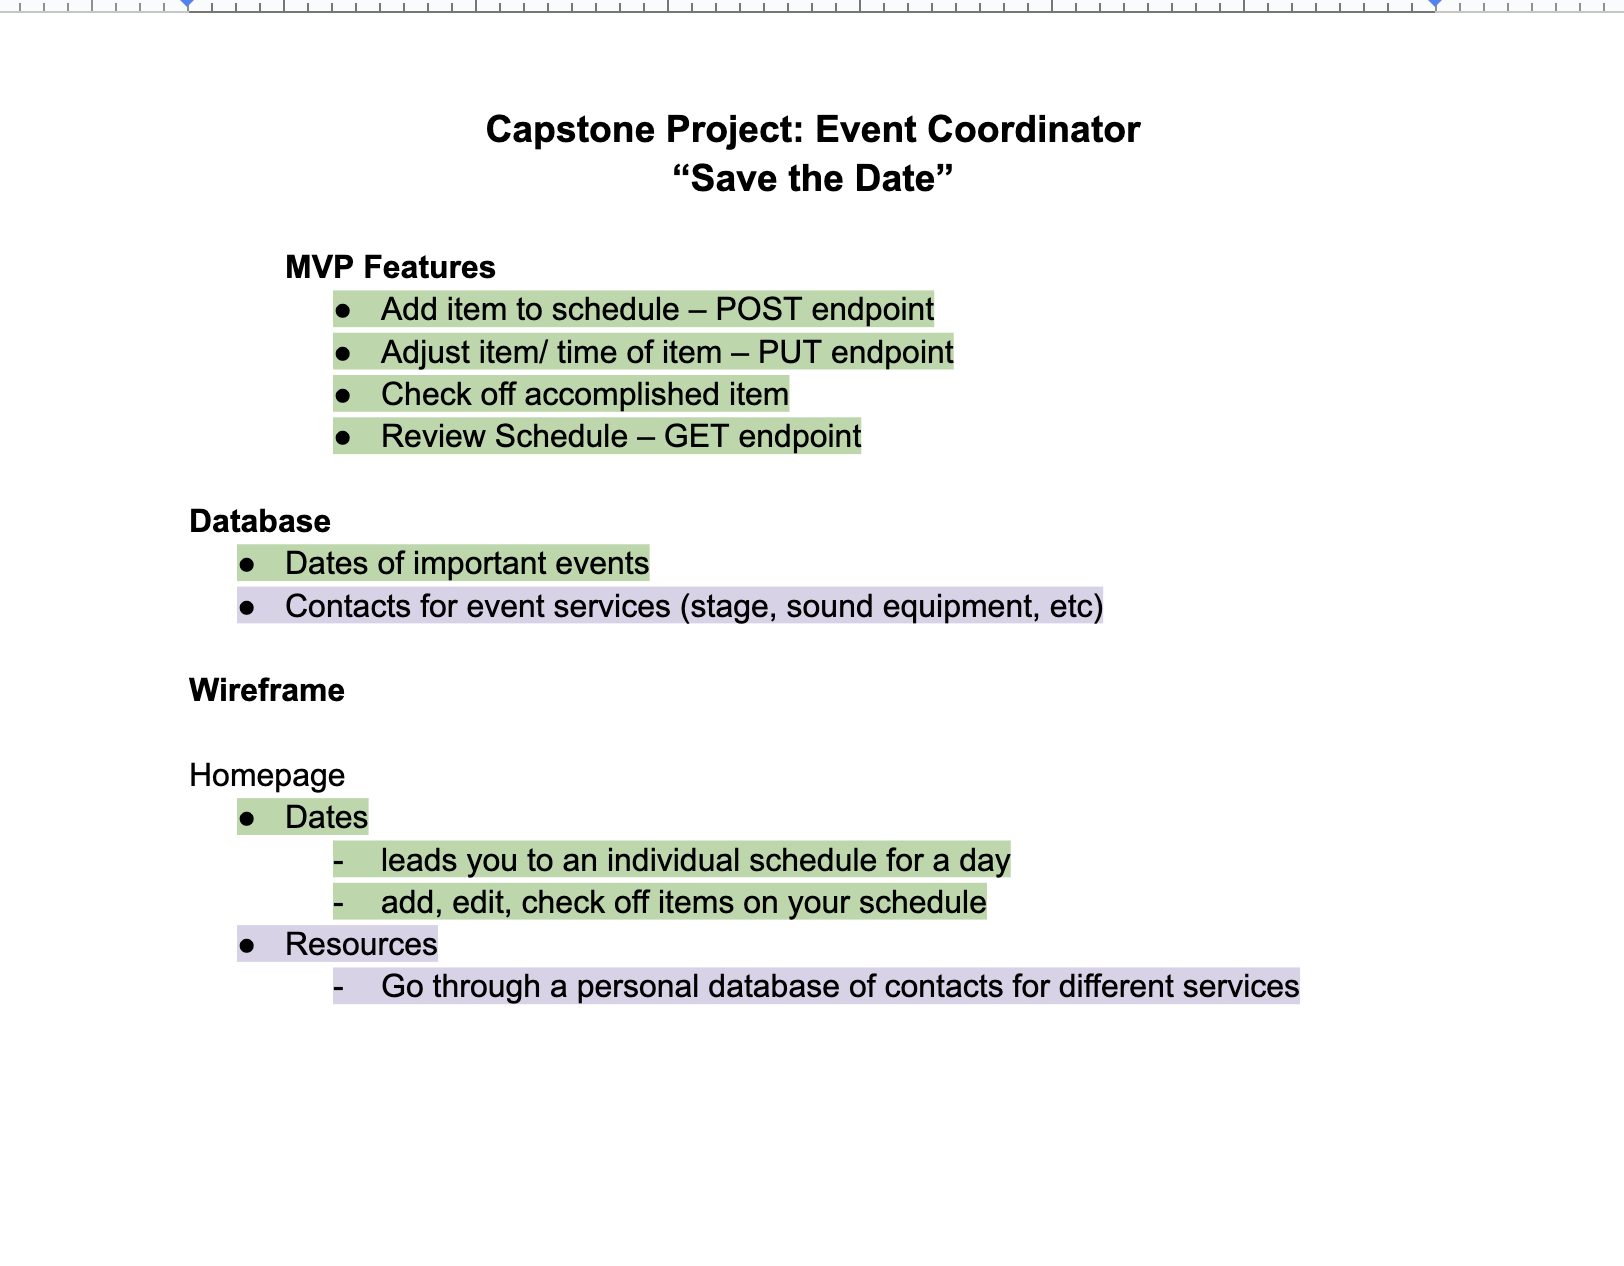 Capstone Project: Event Coordinator
“Save the Date”
MVP Features
● Add item to schedule – POST endpoint
● Adjust item/ time of item – PUT endpoint
● Check off accomplished item
● Review Schedule – GET endpoint
Database
● Dates of important events
● Contacts for event services (stage, sound equipment, etc)
Wireframe
Homepage
● Dates
- leads you to an individual schedule for a day
- add, edit, check off items on your schedule
● Resources
- Go through a personal database of contacts for different services